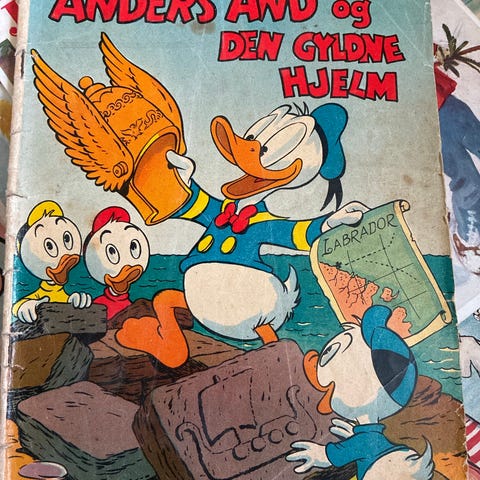 ANDERS AND og
DEN GYLDNE
HJELM
LABRADOR